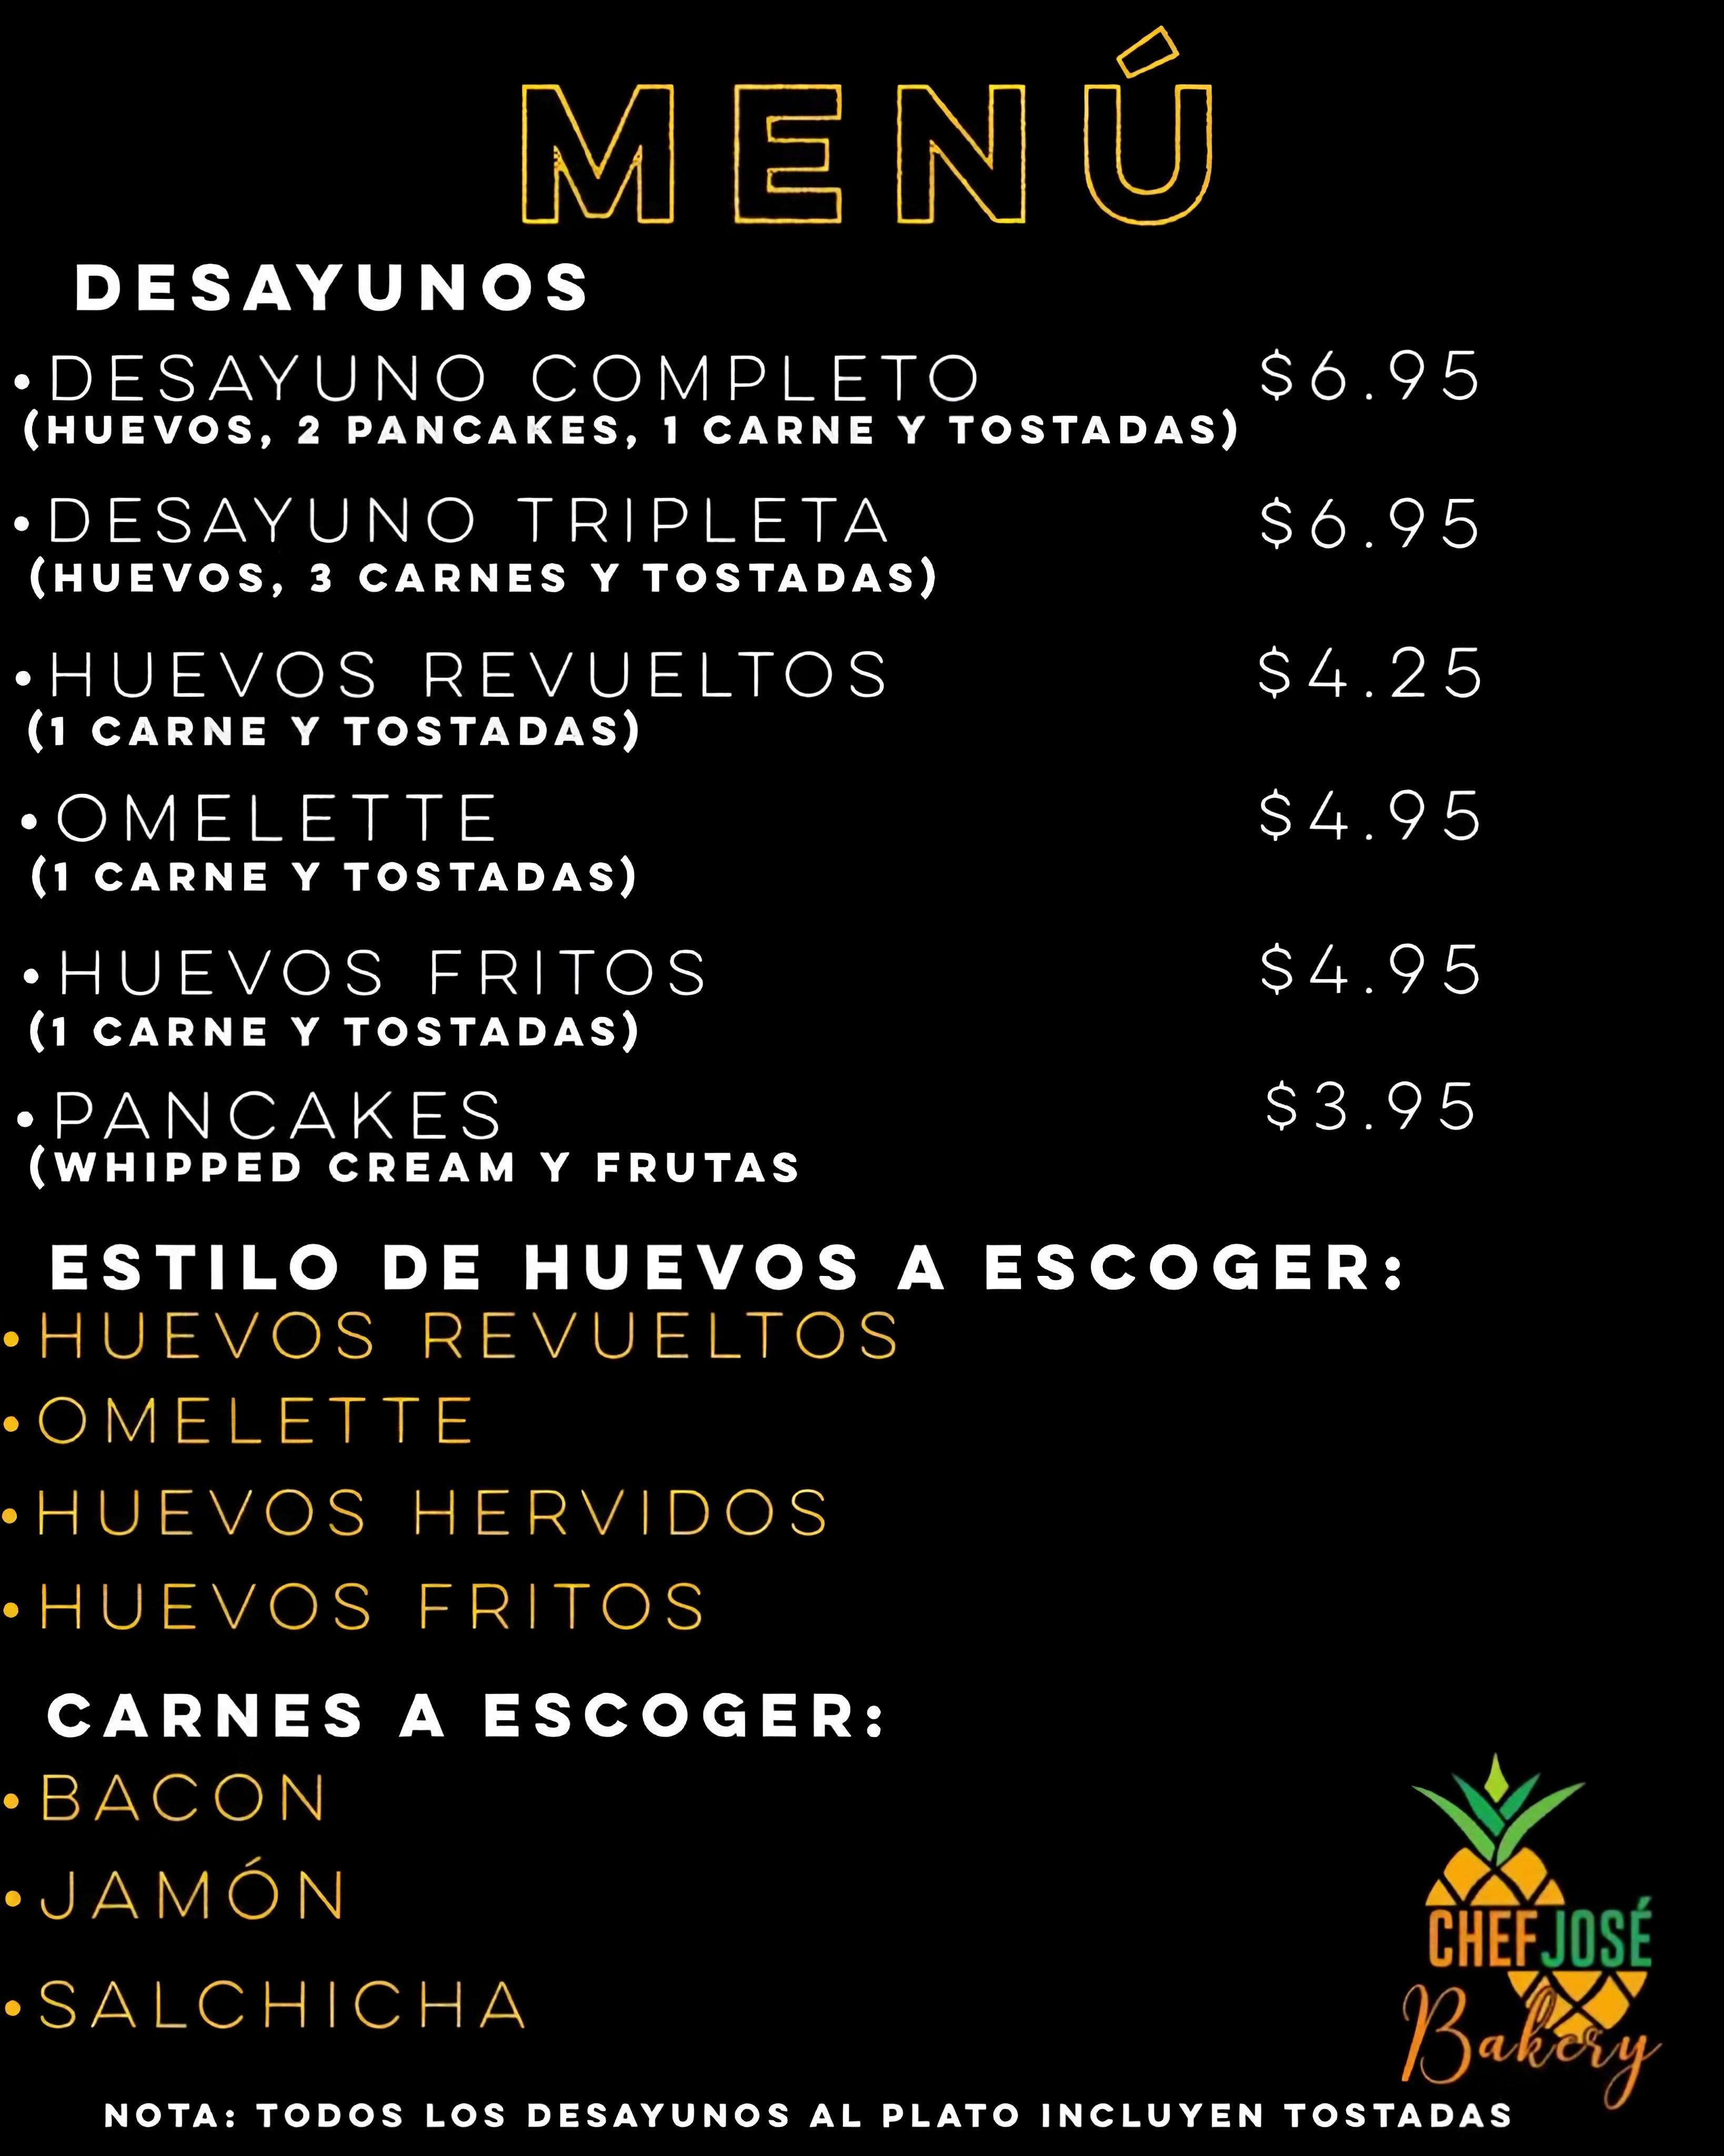 MENÚ
DESAYUNOS
•DESAYUNO COMPLETO $6.95
(HUEVOS, 2 PANCAKES, 1 CARNE Y TOSTADAS)
•DESAYUNO TRIPLETA $6.95
(HUEVOS, 3 CARNES Y TOSTADAS)
•HUEVOS REVUELTOS $4.25
(1 CARNE Y TOSTADAS)
•OMELETTE $4.95
(1 CARNE Y TOSTADAS)
•HUEVOS FRITOS $4.95
(1 CARNE Y TOSTADAS)
•PANCAKES $3.95
(WHIPPED CREAM Y FRUTAS
ESTILO DE HUEVOS A ESCOGER:
•HUEVOS REVUELTOS
•OMELETTE
•HUEVOS HERVIDOS
•HUEVOS FRITOS
CARNES A ESCOGER:
•BACON
•JAMÓN
•SALCHICHA
CHEF JOSÉ
Bakery
NOTA: TODOS LOS DESAYUNOS AL PLATO INCLUYEN TOSTADAS